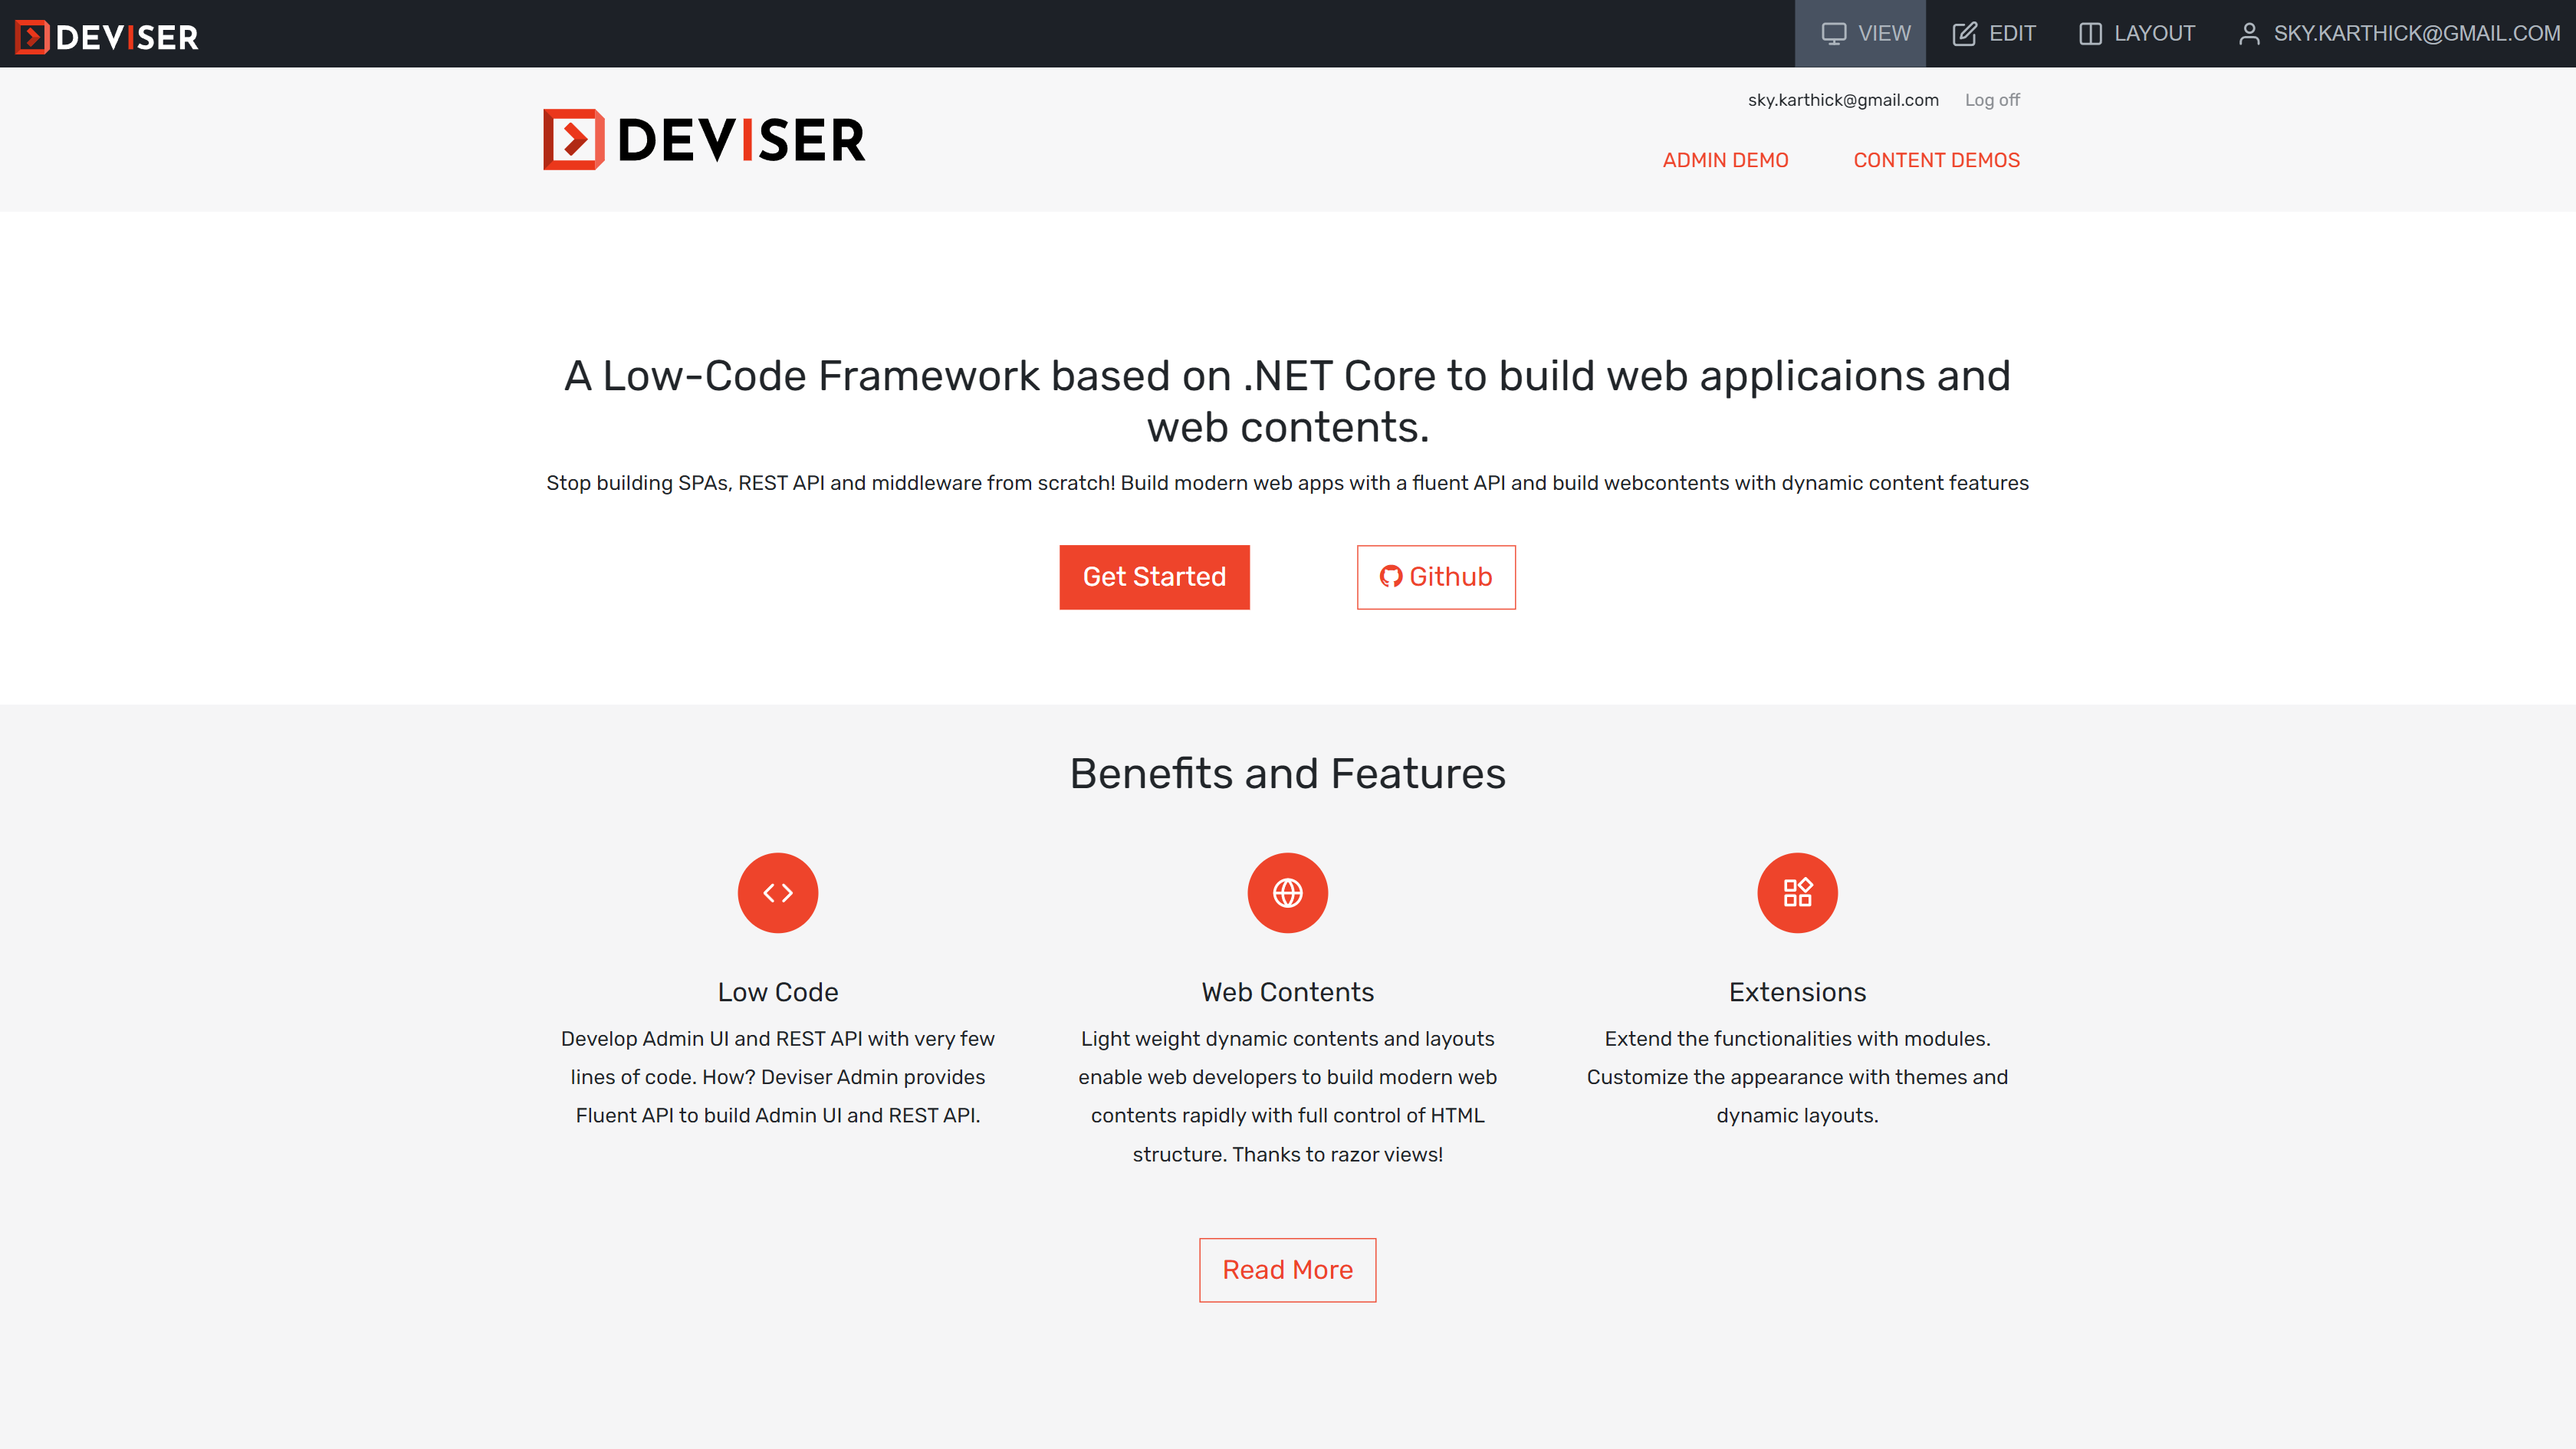 DEVISER
VIEW
EDIT
LAYOUT
SKY.KARTHICK@GMAIL.COM
DEVISER
sky.karthick@gmail.com
Log off
ADMIN DEMO
CONTENT DEMOS
A Low-Code Framework based on .NET Core to build web applicaions and
web contents.
Stop building SPAs, REST API and middleware from scratch! Build modern web apps with a fluent API and build webcontents with dynamic content features
Get Started
Github
Benefits and Features
Low Code
Develop Admin UI and REST API with very few
lines of code. How? Deviser Admin provides
Fluent API to build Admin UI and REST API.
Web Contents
Light weight dynamic contents and layouts
enable web developers to build modern web
contents rapidly with full control of HTML
structure. Thanks to razor views!
Extensions
Extend the functionalities with modules.
Customize the appearance with themes and
dynamic layouts.
Read More